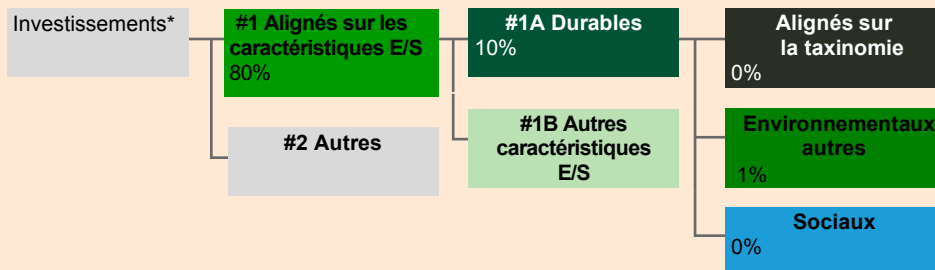 Investissements*
#1 Alignés sur les
caractéristiques E/S
80%
#2 Autres
#1A Durables
10%
#1B Autres
caractéristiques
E/S
Alignés sur
la taxinomie
0%
Environnementaux
autres
1%
Sociaux
0%